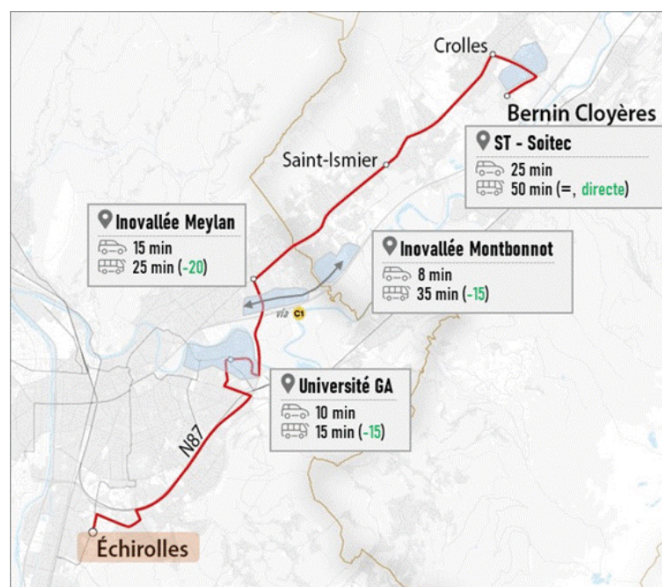 Crolles
Bernin Cloyères
ST - Soitec
25 min
50 min (=, directe)
Saint-Ismier
Inovallée Meylan
15 min
25 min (-20)
Inovallée Montbonnot
8 min
35 min (-15)
via C1
Université GA
10 min
15 min (-15)
N87
Échirolles